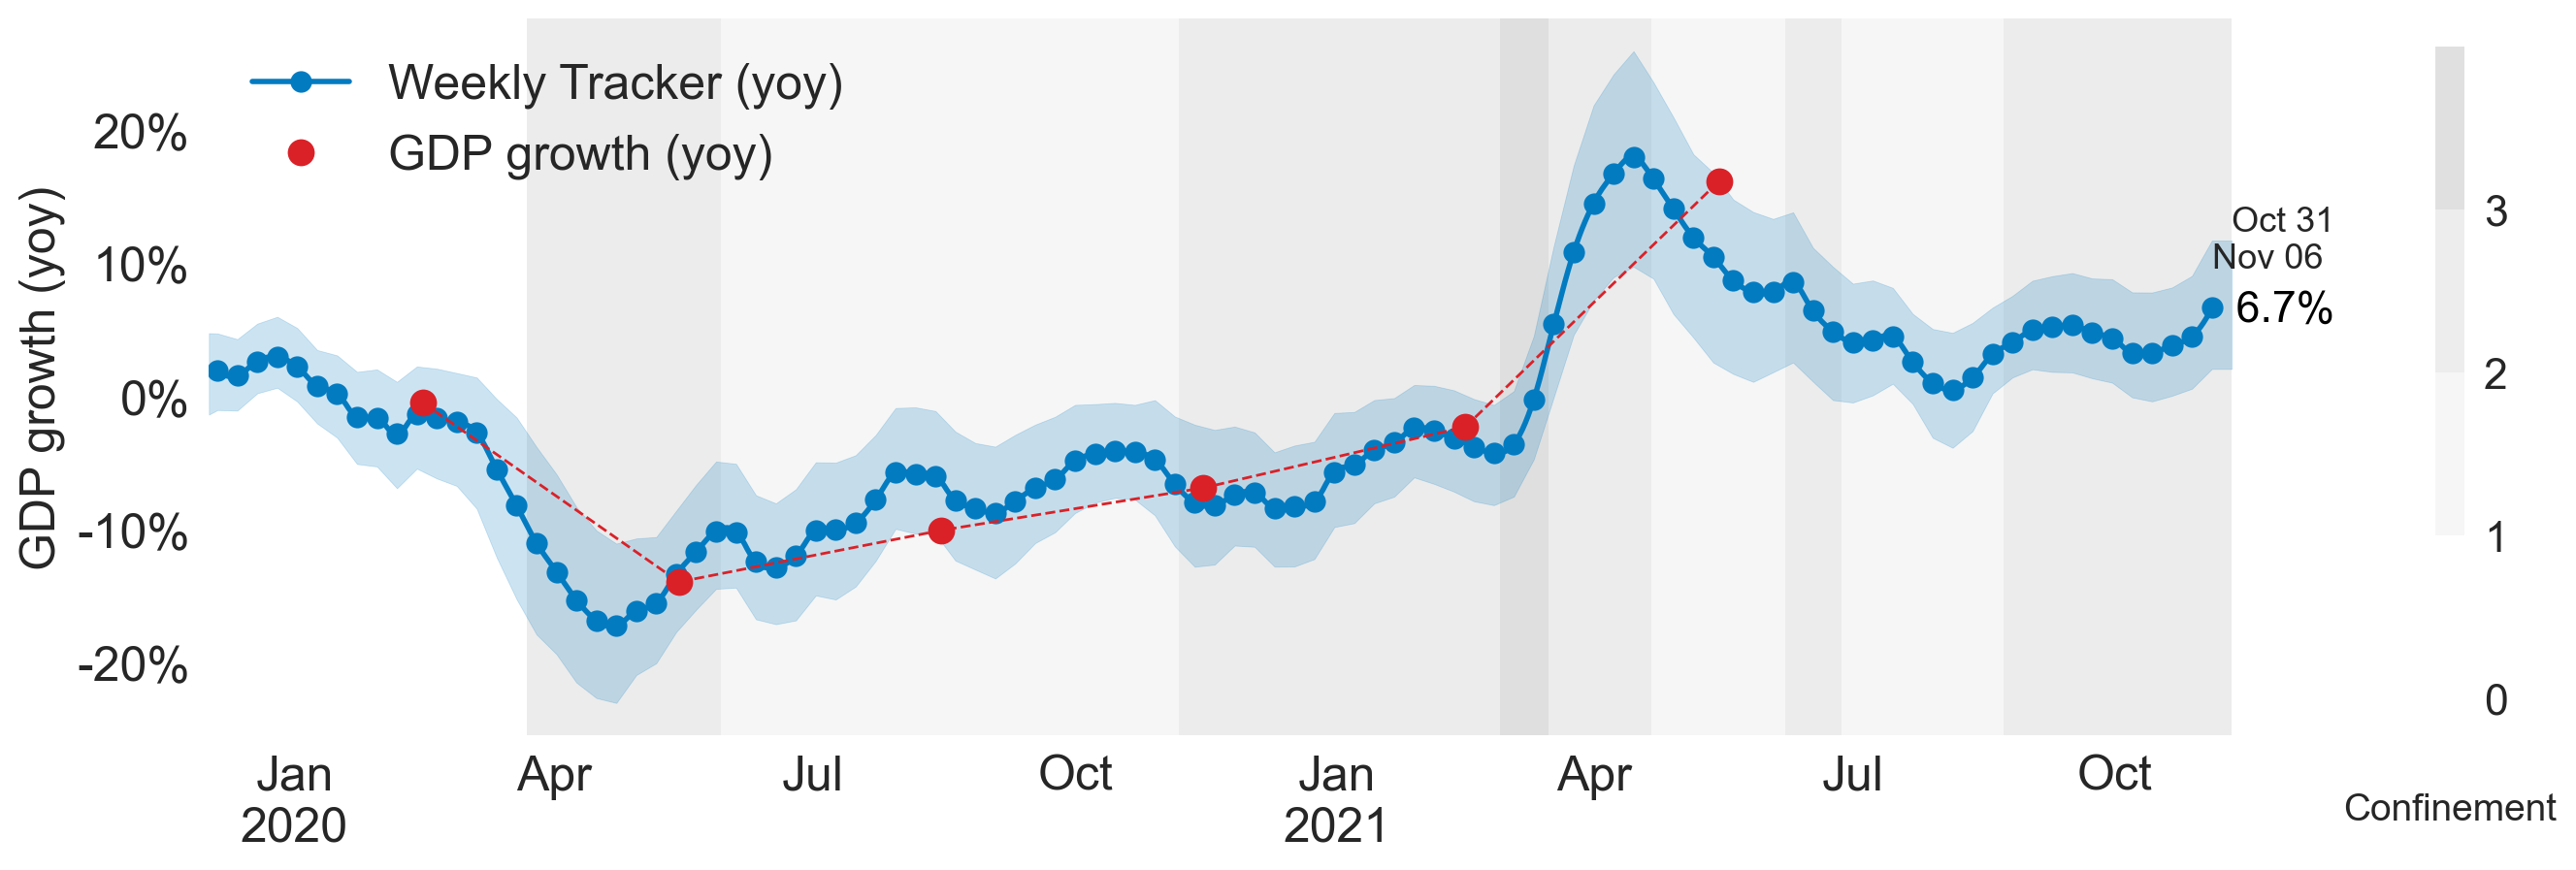 Weekly Tracker (yoy)
GDP growth (yoy)
GDP growth (yoy)
20%
10%
0%
-10%
-20%
Jan
2020
Apr
Jul
Oct
Jan
2021
Apr
Jul
Oct
Oct 31
Nov 06
6.7%
3
2
1
0
Confinement